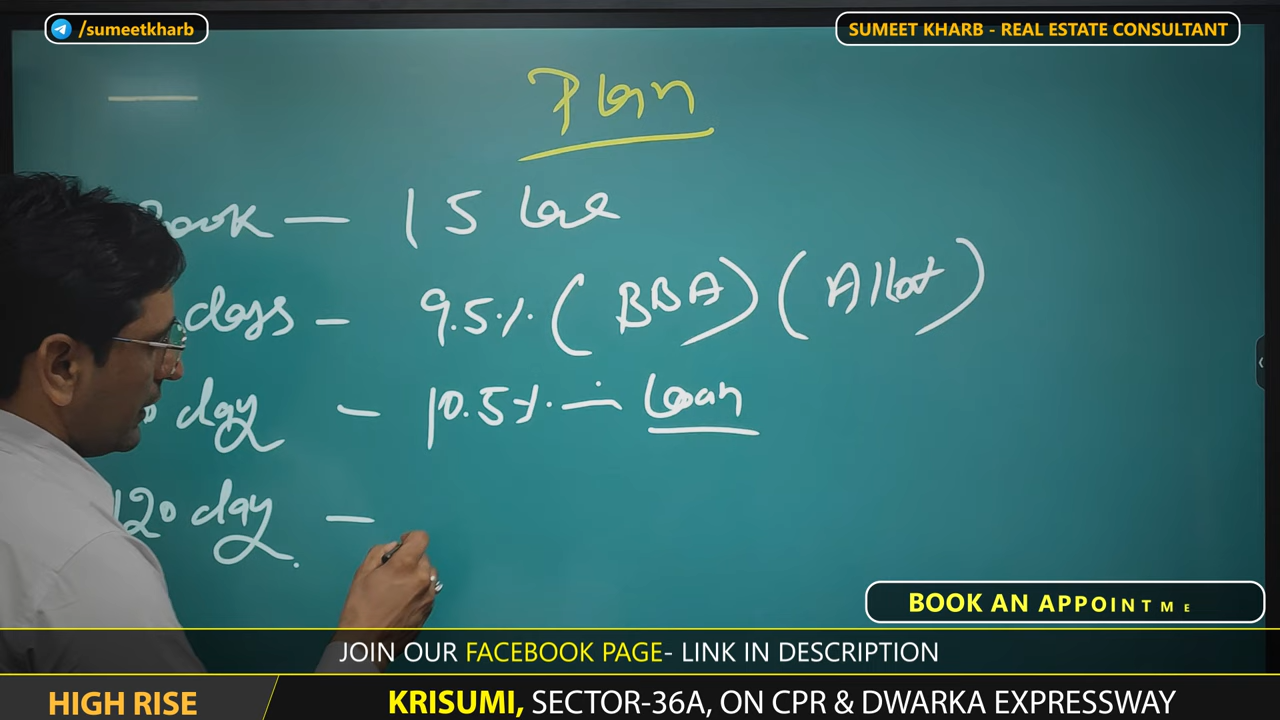 /sumeetkharb
SUMEET KHARB - REAL ESTATE CONSULTANT
Plan
Book — 15 lac
days — 9.5% (BBA) (Allot)
day — 10.5% — Loan
120 day —
BOOK AN APPOINTME
JOIN OUR FACEBOOK PAGE- LINK IN DESCRIPTION
HIGH RISE
KRISUMI, SECTOR-36A, ON CPR & DWARKA EXPRESSWAY